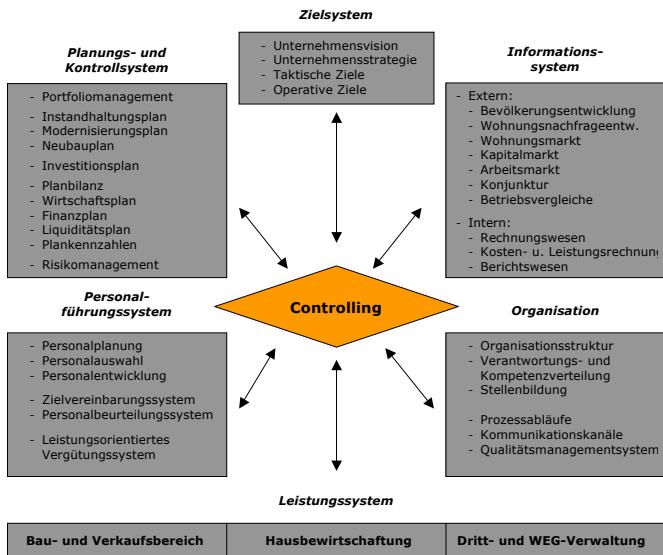 Zielsystem
- Unternehmensvision
- Unternehmensstrategie
- Taktische Ziele
- Operative Ziele
Planungs- und
Kontrollsystem
- Portfoliomanagement
- Instandhaltungsplan
- Modernisierungsplan
- Neubauplan
- Investitionsplan
- Planbilanz
- Wirtschaftsplan
- Finanzplan
- Liquiditätsplan
- Plankennzahlen
- Risikomanagement
Informations-
system
- Extern:
- Bevölkerungsentwicklung
- Wohnungsnachfrageentw.
- Wohnungsmarkt
- Kapitalmarkt
- Arbeitsmarkt
- Konjunktur
- Betriebsvergleiche
- Intern:
- Rechnungswesen
- Kosten- u. Leistungsrechnung
- Berichtswesen
Controlling
Personal-
führungssystem
- Personalplanung
- Personalauswahl
- Personalentwicklung
- Zielvereinbarungssystem
- Personalbeurteilungssystem
- Leistungsorientiertes
Vergütungssystem
Organisation
- Organisationsstruktur
- Verantwortungs- und
Kompetenzverteilung
- Stellenbildung
- Prozessabläufe
- Kommunikationskanäle
- Qualitätsmanagementsystem
Leistungssystem
Bau- und Verkaufsbereich
Hausbewirtschaftung
Dritt- und WEG-Verwaltung